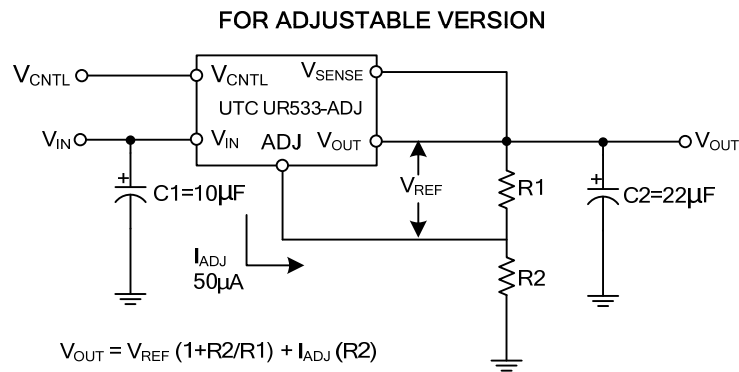 FOR ADJUSTABLE VERSION
VCNTL
VCNTL
VSENSE
UTC UR533-ADJ
VIN
VIN
ADJ
VOUT
VOUT
C1=10μF
VREF
R1
C2=22μF
IADJ
50μA
R2
VOUT = VREF (1+R2/R1) + IADJ (R2)